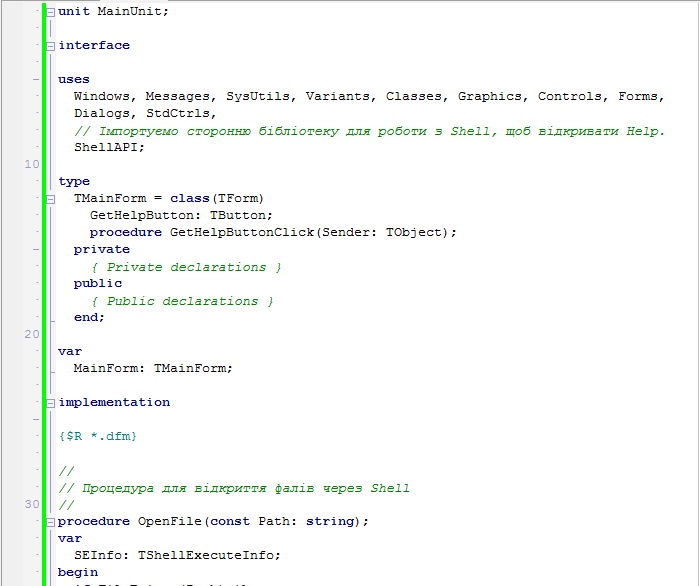 unit MainUnit;
interface
uses
Windows, Messages, SysUtils, Variants, Classes, Graphics, Controls, Forms,
Dialogs, StdCtrls,
// Імпортуємо сторонню бібліотеку для роботи з Shell, щоб відкривати Help.
ShellAPI;
10
type
TMainForm = class(TForm)
GetHelpButton: TButton;
procedure GetHelpButtonClick(Sender: TObject);
private
{ Private declarations }
public
{ Public declarations }
end;
20
var
MainForm: TMainForm;
implementation
{$R *.dfm}
//
// Процедура для відкриття фалів через Shell
30 //
procedure OpenFile(const Path: string);
var
SEInfo: TShellExecuteInfo;
begin